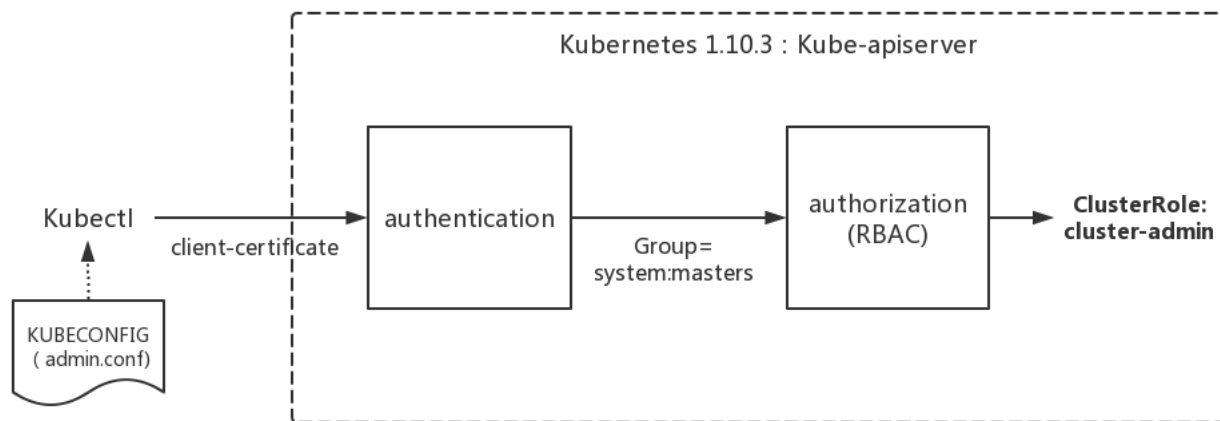 Kubernetes 1.10.3 : Kube-apiserver
Kubectl
client-certificate
authentication
Group=
system:masters
authorization
(RBAC)
ClusterRole:
cluster-admin
KUBECONFIG
( admin.conf)